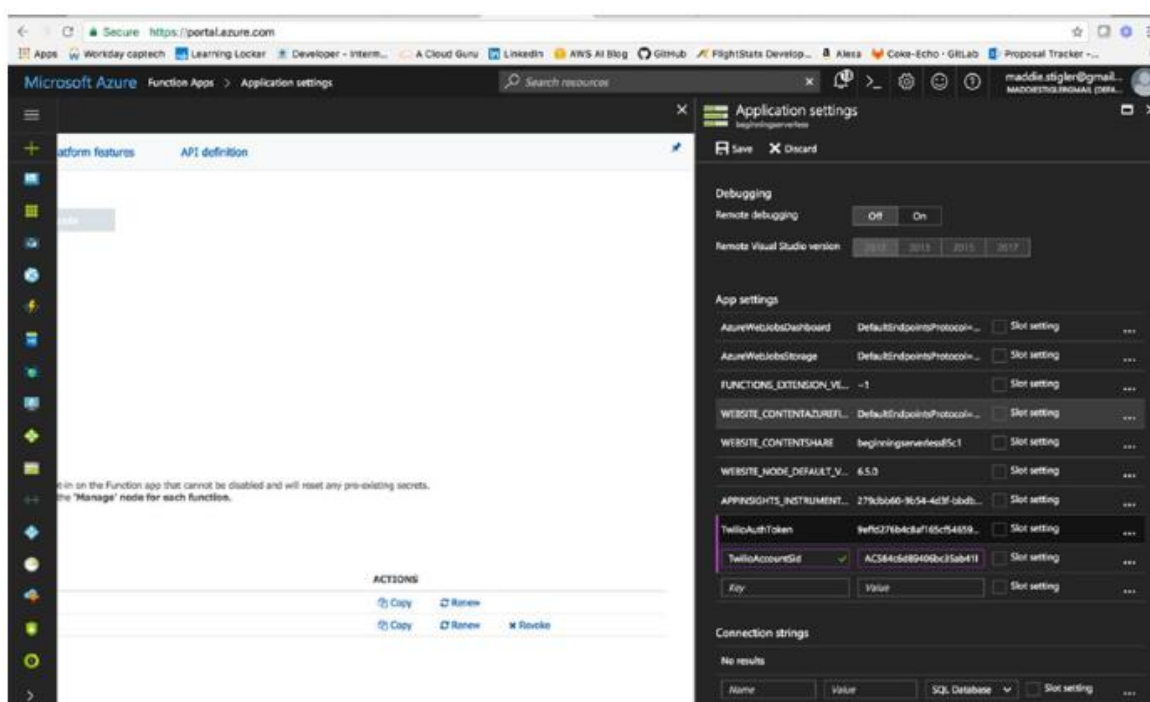 Secure https://portal.azure.com
Apps Workday captech Learning Locker Developer - Interm... A Cloud Guru LinkedIn AWS AI Blog GitHub FlightStats Develop... Alexa Coke-Echo · GitLab Proposal Tracker -...
Microsoft Azure Function Apps > Application settings
Search resources
maddie.stigler@gmail...
Application settings
beginningserverless
atform features API definition
Save Discard
Debugging
Remote debugging Off On
Remote Visual Studio version 2012 2013 2015 2017
App settings
AzureWebJobsDashboard DefaultEndpointsProtocol=... Slot setting ...
AzureWebJobsStorage DefaultEndpointsProtocol=... Slot setting ...
FUNCTIONS_EXTENSION_VE... ~1 Slot setting ...
WEBSITE_CONTENTAZUREFI... DefaultEndpointsProtocol=... Slot setting ...
WEBSITE_CONTENTSHARE beginningserverless85c1 Slot setting ...
WEBSITE_NODE_DEFAULT_V... 6.5.0 Slot setting ...
t-in on the Function app that cannot be disabled and will reset any pre-existing secrets.
the 'Manage' node for each function.
APPINSIGHTS_INSTRUMENT... Slot setting ...
TwilioAuthToken Slot setting ...
TwilioAccountSid Slot setting ...
Key Value Slot setting ...
ACTIONS
Copy Renew
Copy Renew Revoke
Connection strings
No results
Name Value SQL Database Slot setting ...